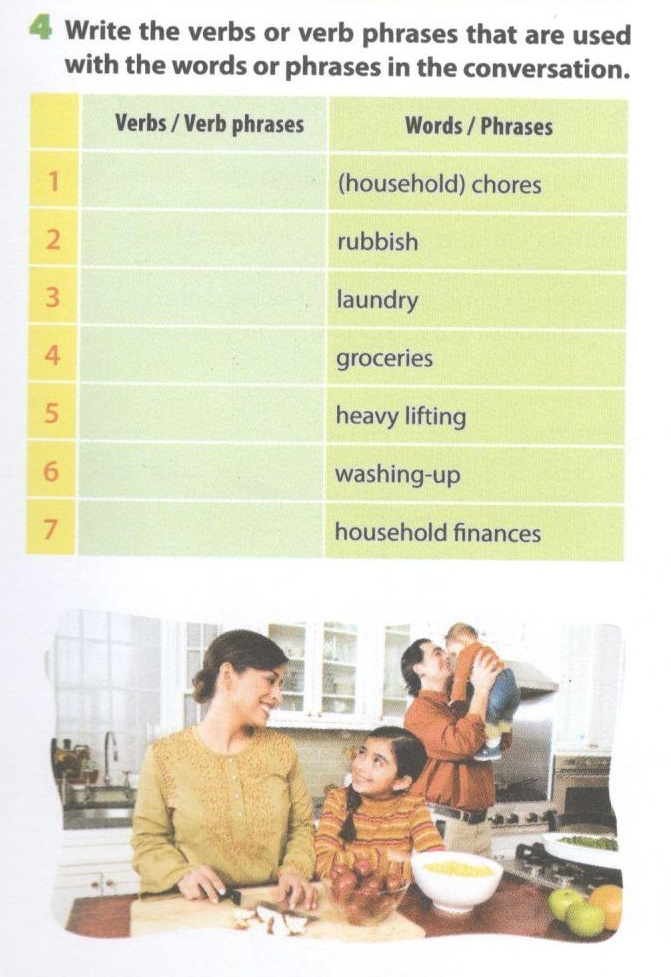 4 Write the verbs or verb phrases that are used
with the words or phrases in the conversation.
Verbs / Verb phrases Words / Phrases
1 (household) chores
2 rubbish
3 laundry
4 groceries
5 heavy lifting
6 washing-up
7 household finances